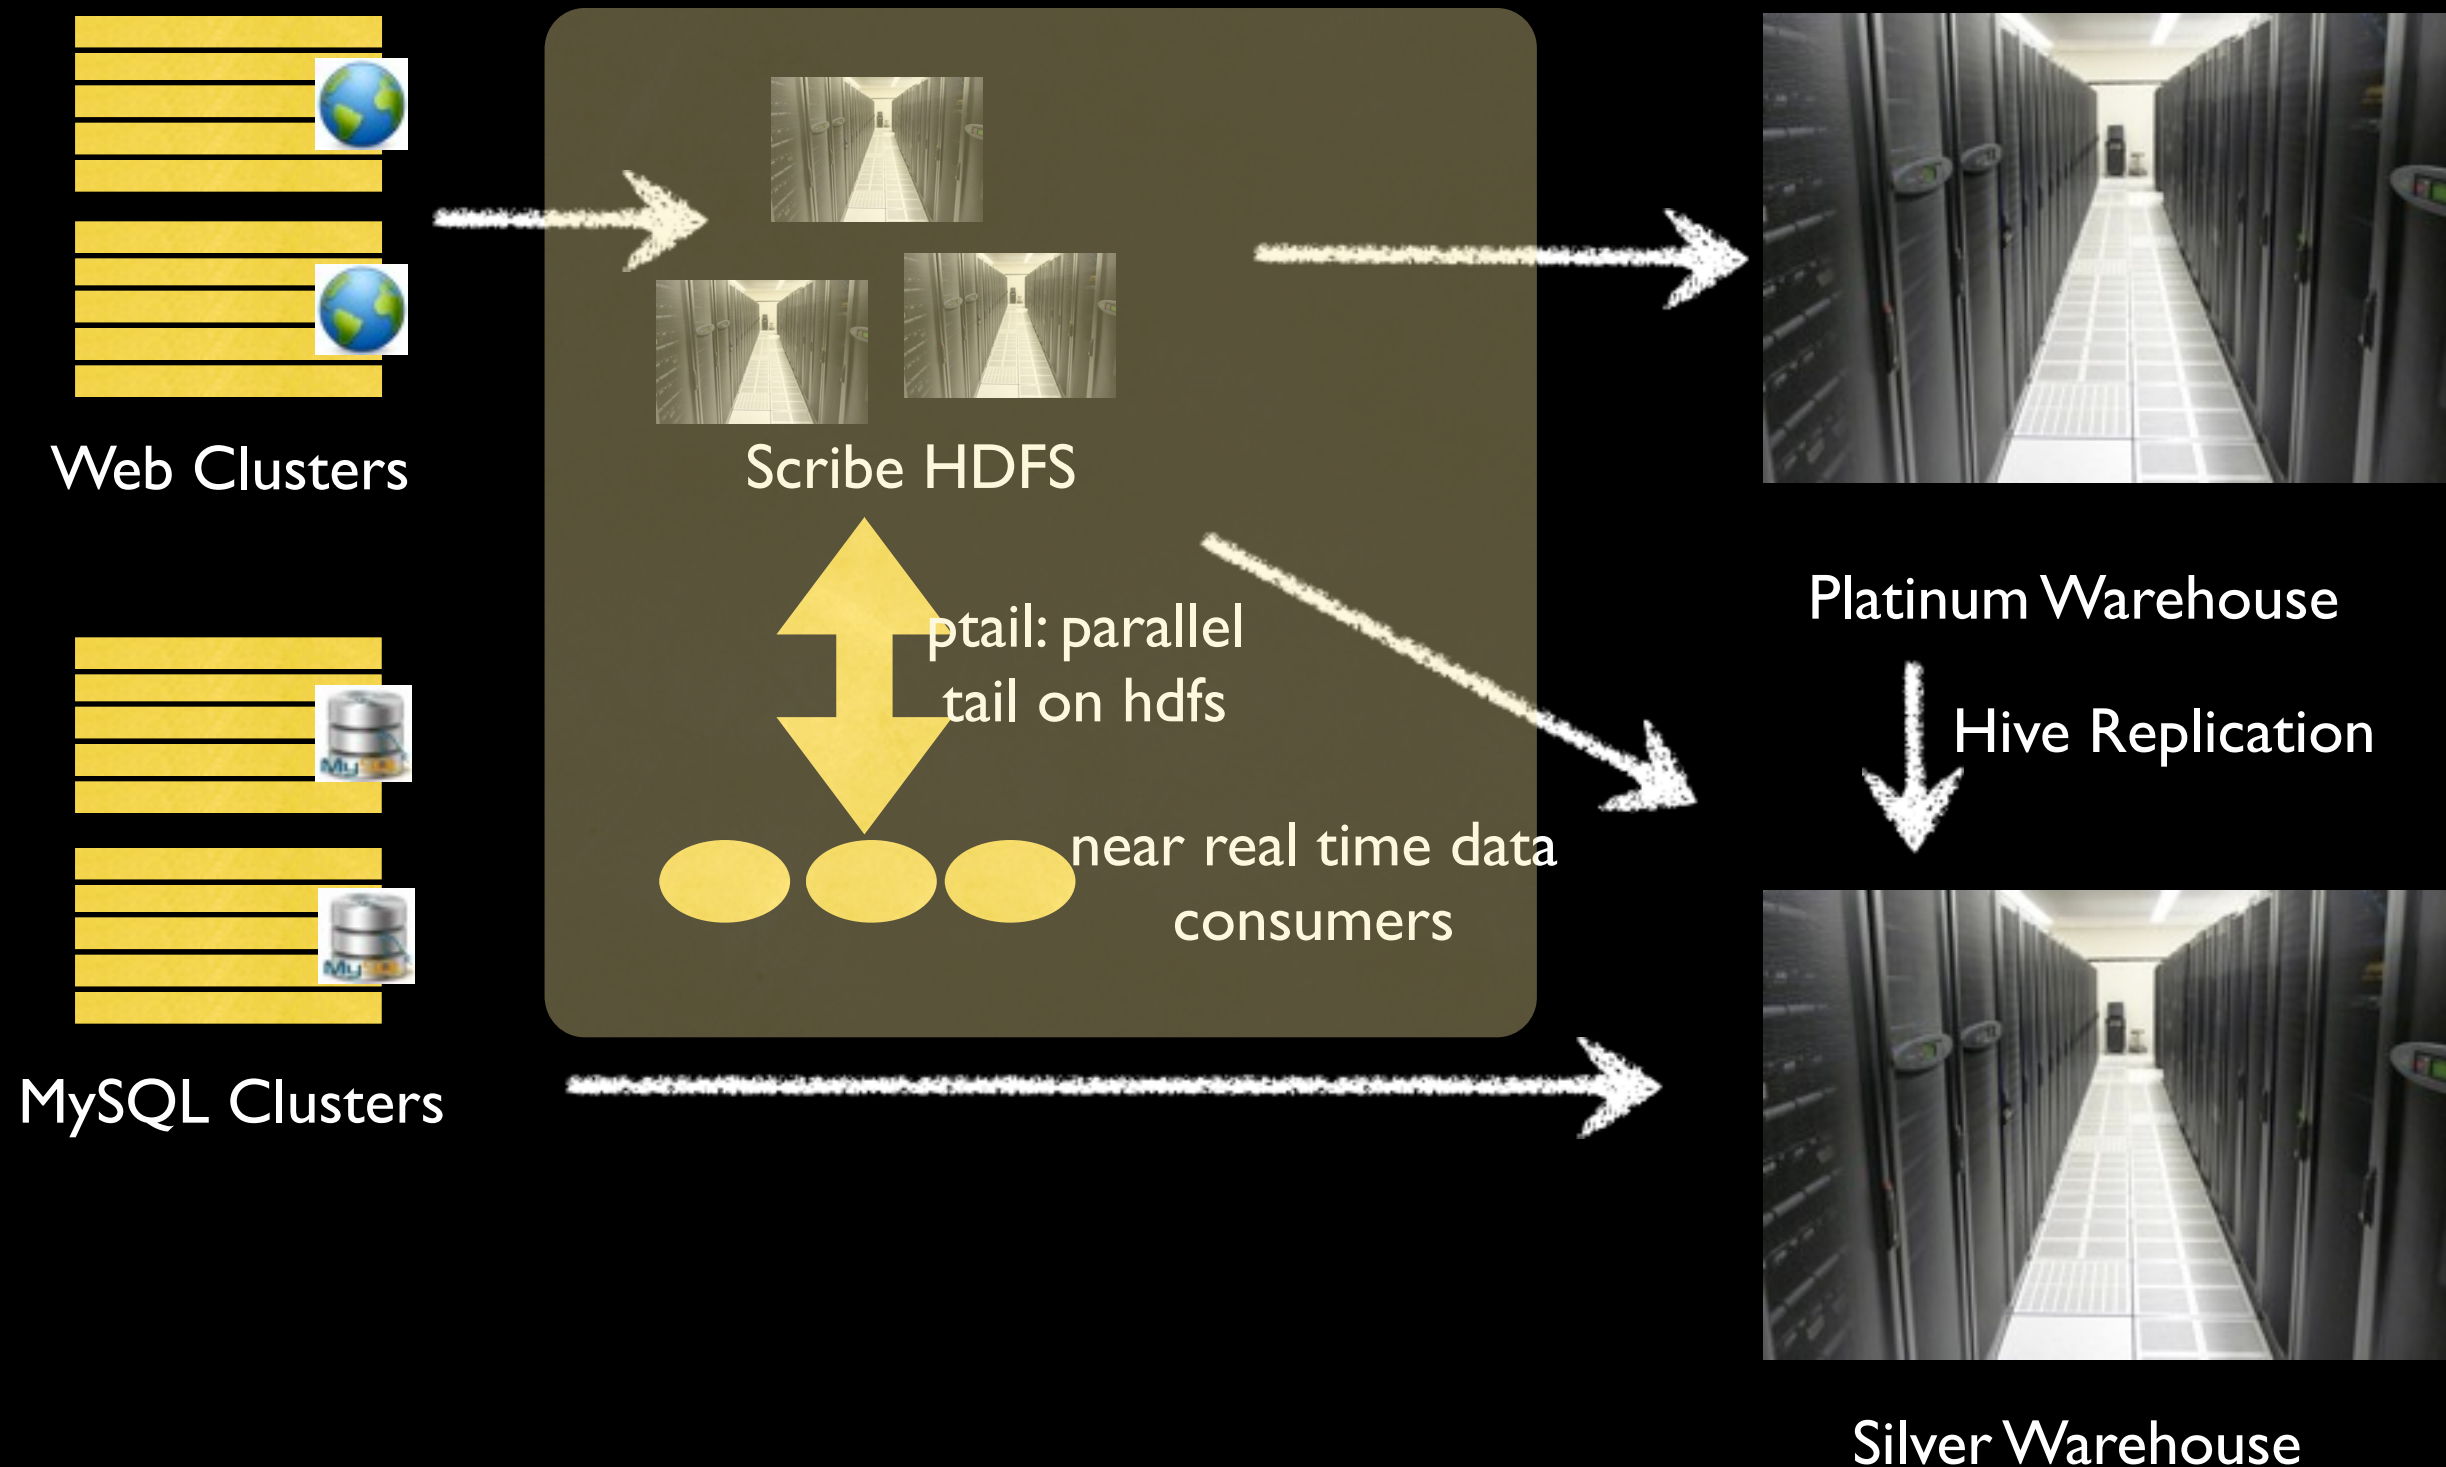 Web Clusters
Scribe HDFS
Platinum Warehouse
ptail: parallel
tail on hdfs
Hive Replication
near real time data
consumers
MySQL Clusters
Silver Warehouse